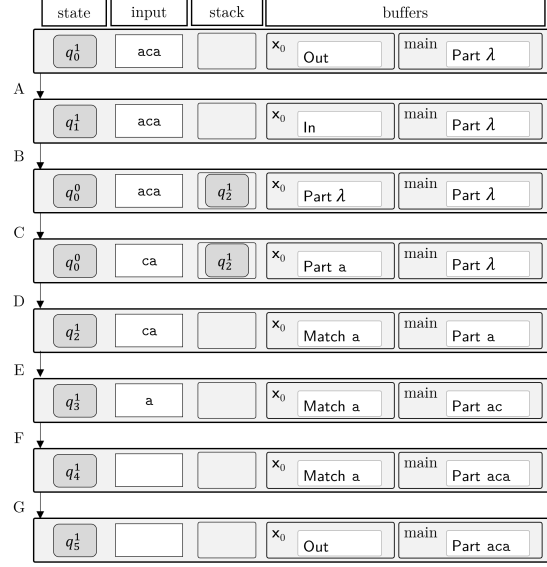 state input stack buffers
q₀¹ aca x₀ Out main Part λ
A
q₁¹ aca x₀ In main Part λ
B
q₀⁰ aca q₂¹ x₀ Part λ main Part λ
C
q₀⁰ ca q₂¹ x₀ Part a main Part λ
D
q₂¹ ca x₀ Match a main Part a
E
q₃¹ a x₀ Match a main Part ac
F
q₄¹ x₀ Match a main Part aca
G
q₅¹ x₀ Out main Part aca